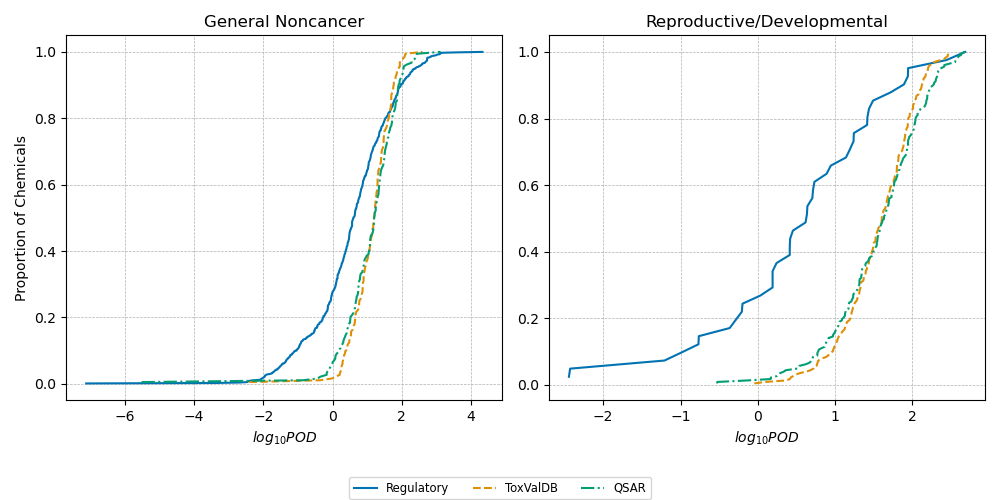 General Noncancer
Reproductive/Developmental
Proportion of Chemicals
1.0
0.8
0.6
0.4
0.2
0.0
1.0
0.8
0.6
0.4
0.2
0.0
−6 −4 −2 0 2 4
−2 −1 0 1 2
log10POD
log10POD
Regulatory ToxValDB QSAR